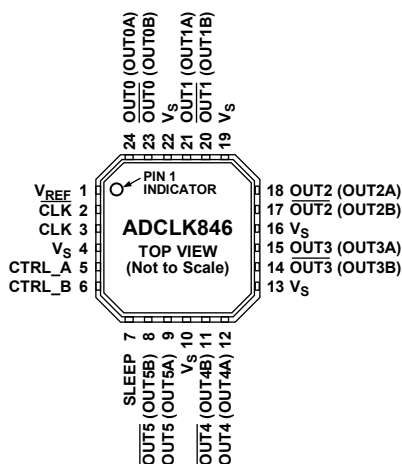 24 OUT0 (OUT0A)
23 OUT0 (OUT0B)
22 VS
21 OUT1 (OUT1A)
20 OUT1 (OUT1B)
19 VS
VREF 1
CLK 2
CLK 3
VS 4
CTRL_A 5
CTRL_B 6
PIN 1
INDICATOR
ADCLK846
TOP VIEW
(Not to Scale)
18 OUT2 (OUT2A)
17 OUT2 (OUT2B)
16 VS
15 OUT3 (OUT3A)
14 OUT3 (OUT3B)
13 VS
SLEEP 7
OUT5 (OUT5B) 8
OUT5 (OUT5A) 9
VS 10
OUT4 (OUT4B) 11
OUT4 (OUT4A) 12